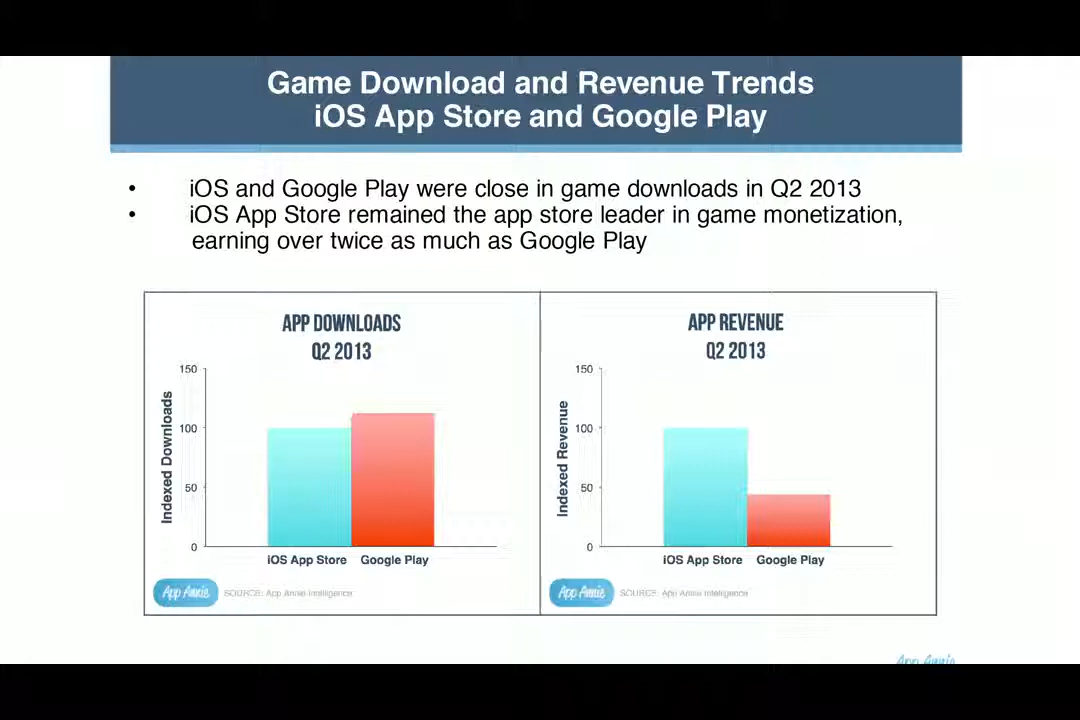 Game Download and Revenue Trends
iOS App Store and Google Play
• iOS and Google Play were close in game downloads in Q2 2013
• iOS App Store remained the app store leader in game monetization,
earning over twice as much as Google Play
APP DOWNLOADS
Q2 2013
150
100
50
0
Indexed Downloads
iOS App Store Google Play
App Annie SOURCE: App Annie Intelligence
APP REVENUE
Q2 2013
150
100
50
0
Indexed Revenue
iOS App Store Google Play
App Annie SOURCE: App Annie Intelligence
App Annie